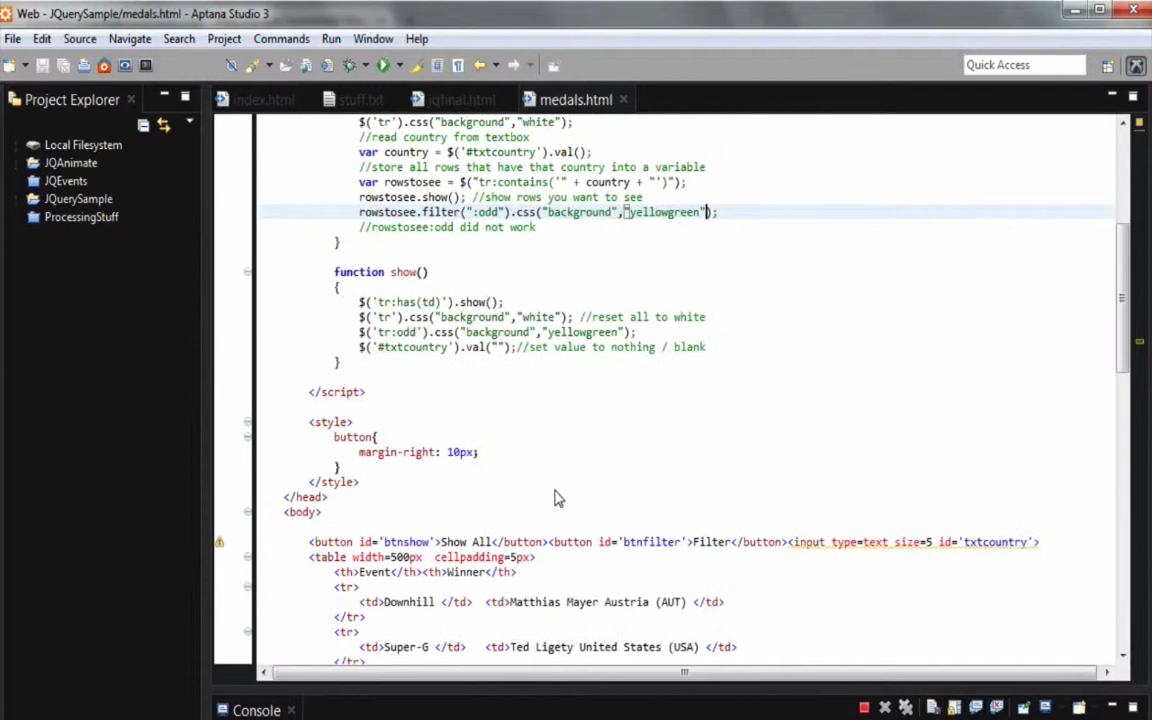 Web - JQuerySample/medals.html - Aptana Studio 3
File Edit Source Navigate Search Project Commands Run Window Help
Quick Access
Project Explorer
index.html stuff.txt jqfinal.html medals.html
Local Filesystem
JQAnimate
JQEvents
JQuerySample
ProcessingStuff
$('tr').css("background","white");
//read country from textbox
var country = $('#txtcountry').val();
//store all rows that have that country into a variable
var rowstosee = $("tr:contains('" + country + "')");
rowstosee.show(); //show rows you want to see
rowstosee.filter(":odd").css("background","yellowgreen");
//rowstosee:odd did not work
}
function show()
{
$('tr:has(td)').show();
$('tr').css("background","white"); //reset all to white
$('tr:odd').css("background","yellowgreen");
$('#txtcountry').val("");//set value to nothing / blank
}
</script>
<style>
button{
margin-right: 10px;
}
</style>
</head>
<body>
<button id='btnshow'>Show All</button><button id='btnfilter'>Filter</button><input type=text size=5 id='txtcountry'>
<table width=500px cellpadding=5px>
<th>Event</th><th>Winner</th>
<tr>
<td>Downhill </td> <td>Matthias Mayer Austria (AUT) </td>
</tr>
<tr>
<td>Super-G </td> <td>Ted Ligety United States (USA) </td>
</tr>
Console